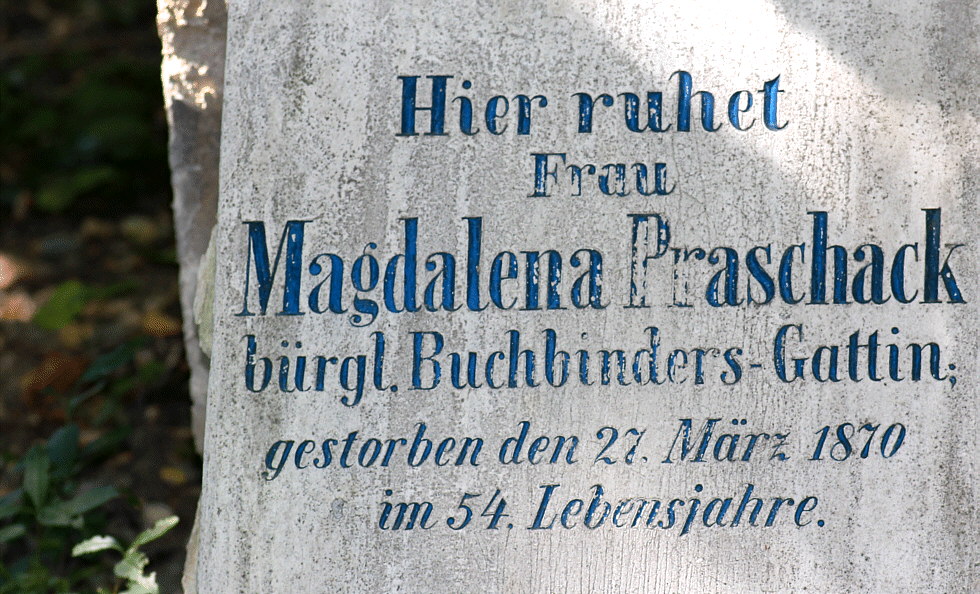 Hier ruhet
Frau
Magdalena Praschack
bürgl. Buchbinders-Gattin;
gestorben den 27. März 1870
im 54. Lebensjahre.